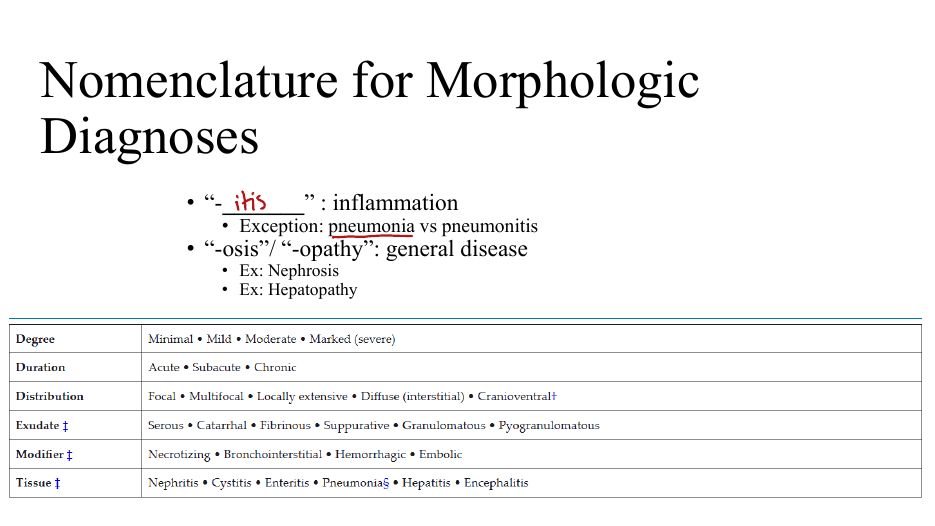 Nomenclature for Morphologic
Diagnoses
• “-itis” : inflammation
• Exception: pneumonia vs pneumonitis
• “-osis”/ “-opathy”: general disease
• Ex: Nephrosis
• Ex: Hepatopathy
Degree Minimal • Mild • Moderate • Marked (severe)
Duration Acute • Subacute • Chronic
Distribution Focal • Multifocal • Locally extensive • Diffuse (interstitial) • Cranioventral†
Exudate ‡ Serous • Catarrhal • Fibrinous • Suppurative • Granulomatous • Pyogranulomatous
Modifier ‡ Necrotizing • Bronchointerstitial • Hemorrhagic • Embolic
Tissue ‡ Nephritis • Cystitis • Enteritis • Pneumonia§ • Hepatitis • Encephalitis